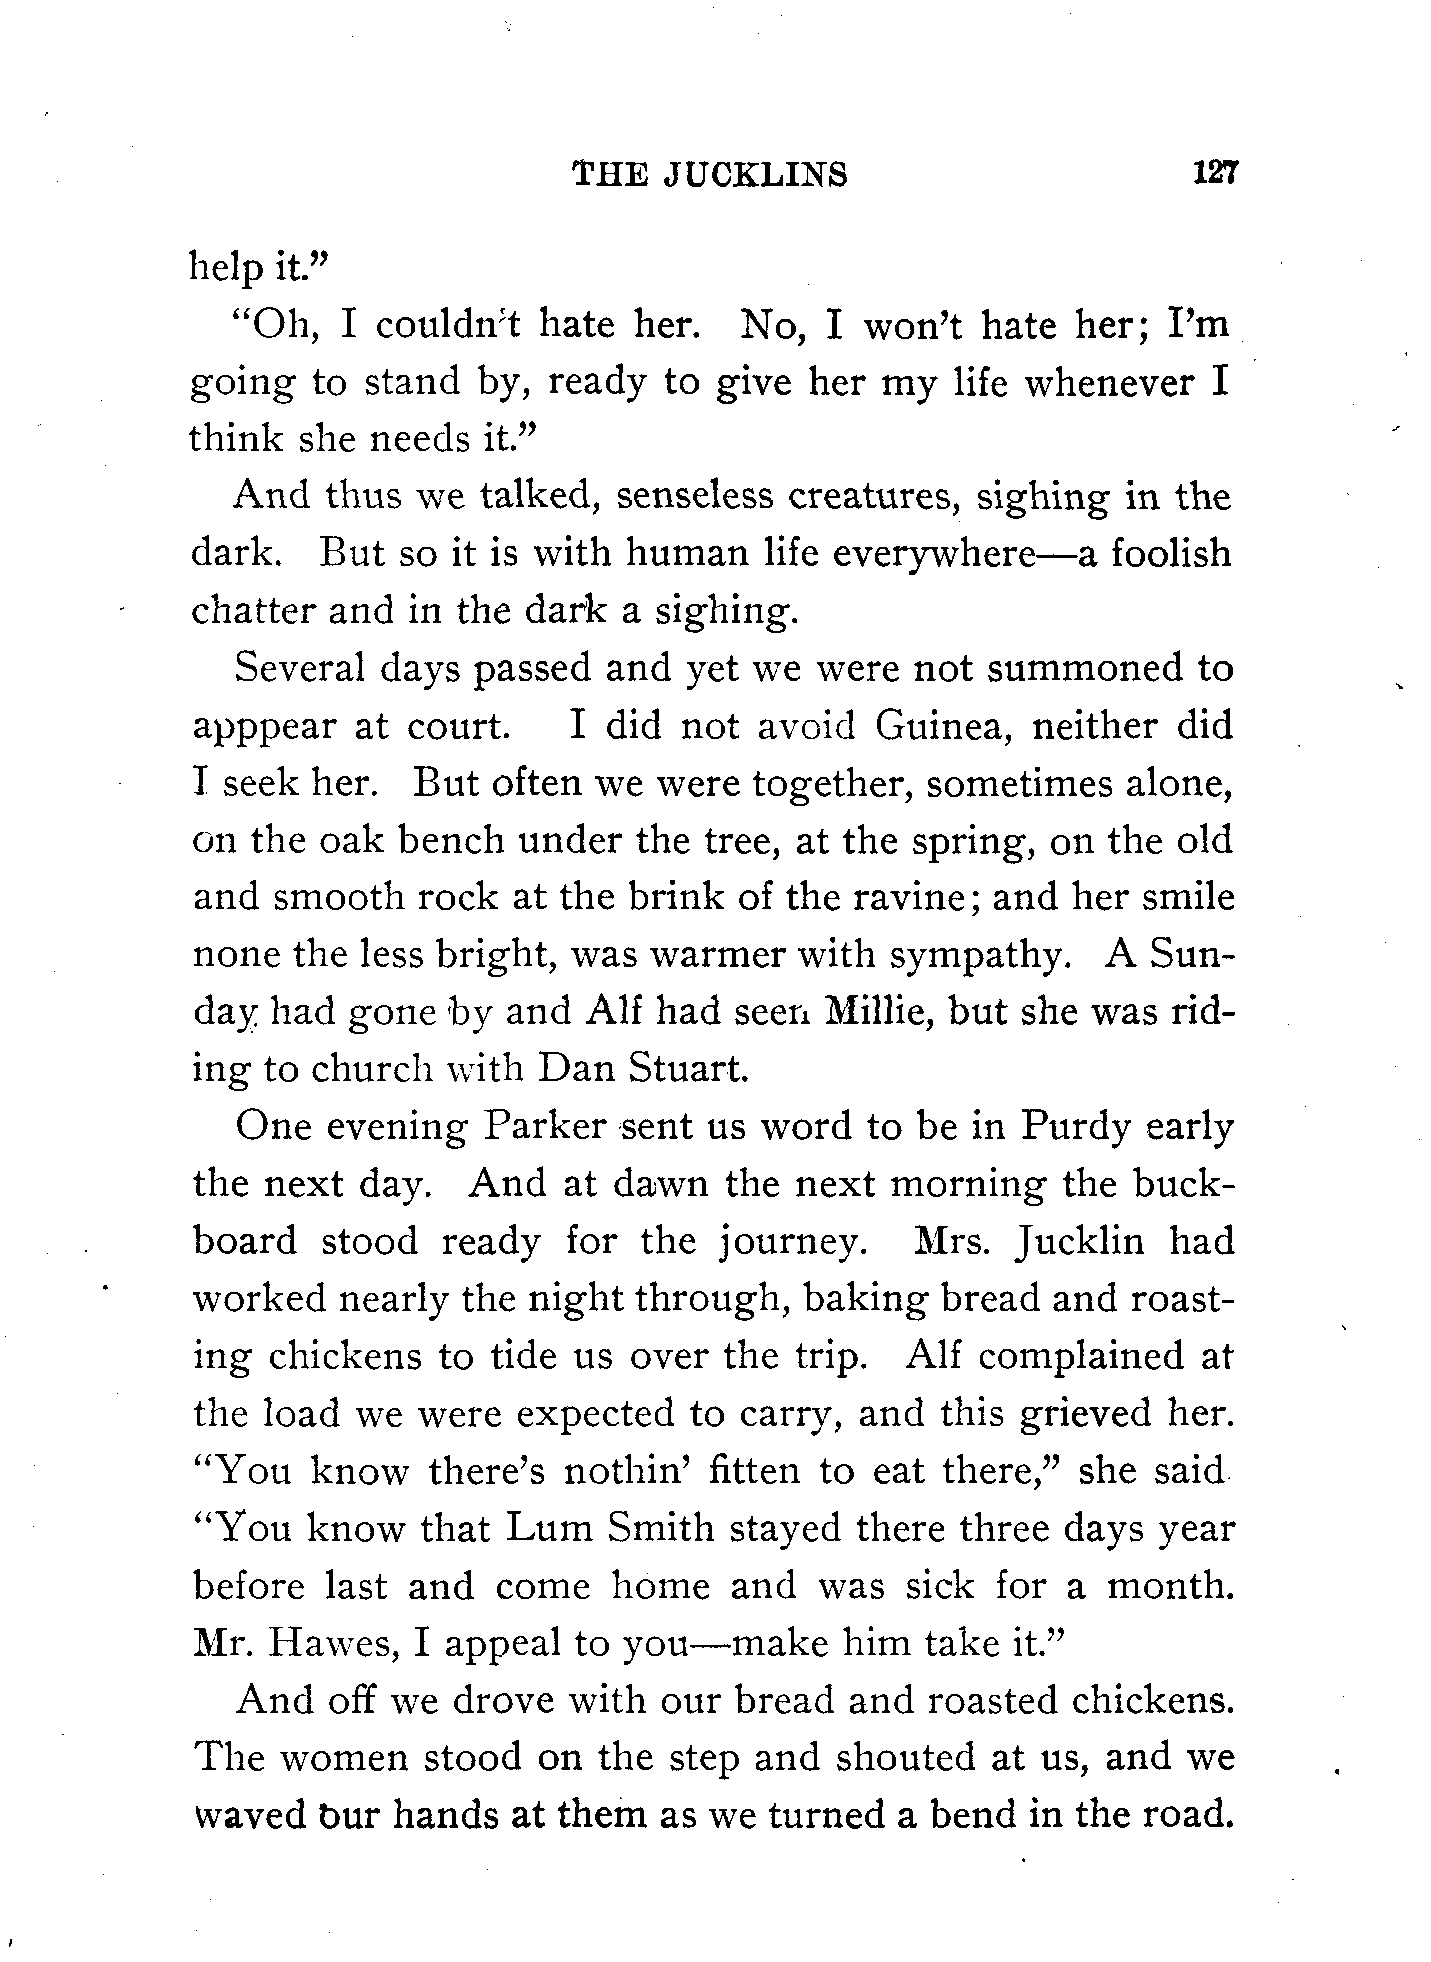 THE JUCKLINS 127
help it.”
“Oh, I couldn't hate her. No, I won’t hate her; I’m
going to stand by, ready to give her my life whenever I
think she needs it.”
And thus we talked, senseless creatures, sighing in the
dark. But so it is with human life everywhere—a foolish
chatter and in the dark a sighing.
Several days passed and yet we were not summoned to
apppear at court. I did not avoid Guinea, neither did
I seek her. But often we were together, sometimes alone,
on the oak bench under the tree, at the spring, on the old
and smooth rock at the brink of the ravine; and her smile
none the less bright, was warmer with sympathy. A Sun-
day had gone by and Alf had seen Millie, but she was rid-
ing to church with Dan Stuart.
One evening Parker sent us word to be in Purdy early
the next day. And at dawn the next morning the buck-
board stood ready for the journey. Mrs. Jucklin had
worked nearly the night through, baking bread and roast-
ing chickens to tide us over the trip. Alf complained at
the load we were expected to carry, and this grieved her.
“You know there’s nothin’ fitten to eat there,” she said
“You know that Lum Smith stayed there three days year
before last and come home and was sick for a month.
Mr. Hawes, I appeal to you—make him take it.”
And off we drove with our bread and roasted chickens.
The women stood on the step and shouted at us, and we
waved our hands at them as we turned a bend in the road.